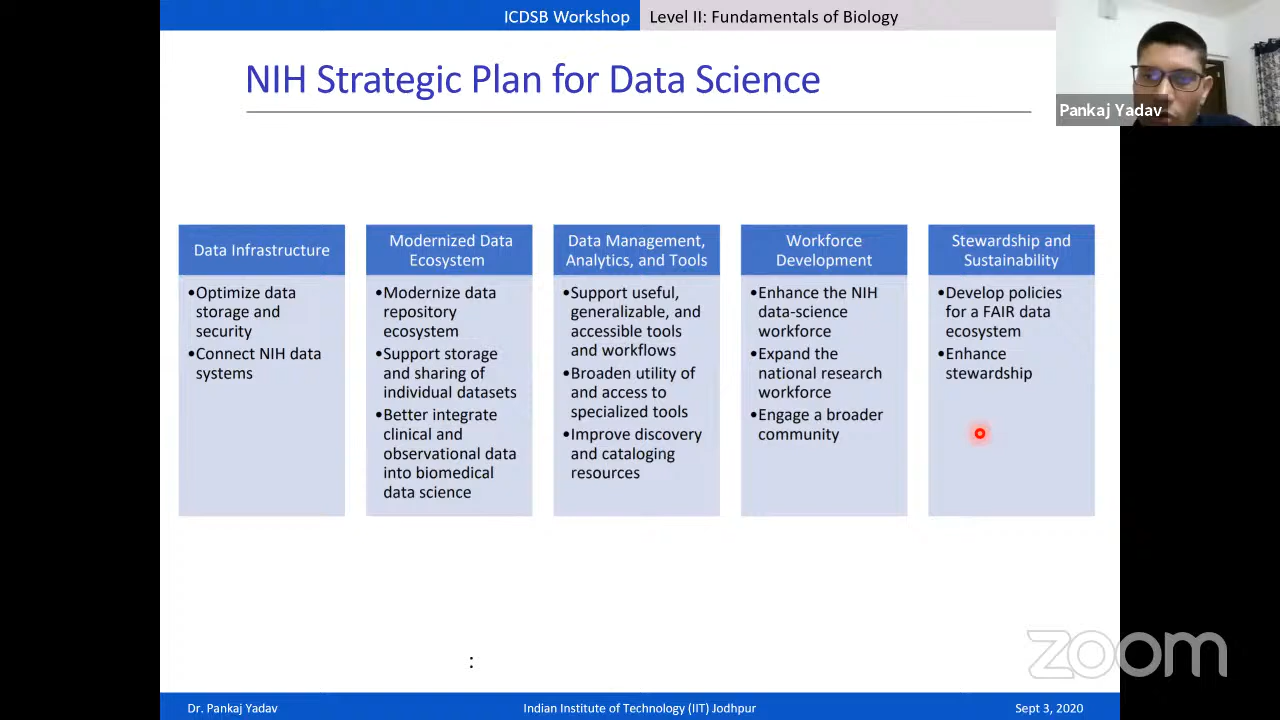 ICDSB Workshop
Level II: Fundamentals of Biology
NIH Strategic Plan for Data Science
Pankaj Yadav
Data Infrastructure
•Optimize data
storage and
security
•Connect NIH data
systems
Modernized Data
Ecosystem
•Modernize data
repository
ecosystem
•Support storage
and sharing of
individual datasets
•Better integrate
clinical and
observational data
into biomedical
data science
Data Management,
Analytics, and Tools
•Support useful,
generalizable, and
accessible tools
and workflows
•Broaden utility of
and access to
specialized tools
•Improve discovery
and cataloging
resources
Workforce
Development
•Enhance the NIH
data-science
workforce
•Expand the
national research
workforce
•Engage a broader
community
Stewardship and
Sustainability
•Develop policies
for a FAIR data
ecosystem
•Enhance
stewardship
:
zoom
Dr. Pankaj Yadav
Indian Institute of Technology (IIT) Jodhpur
Sept 3, 2020